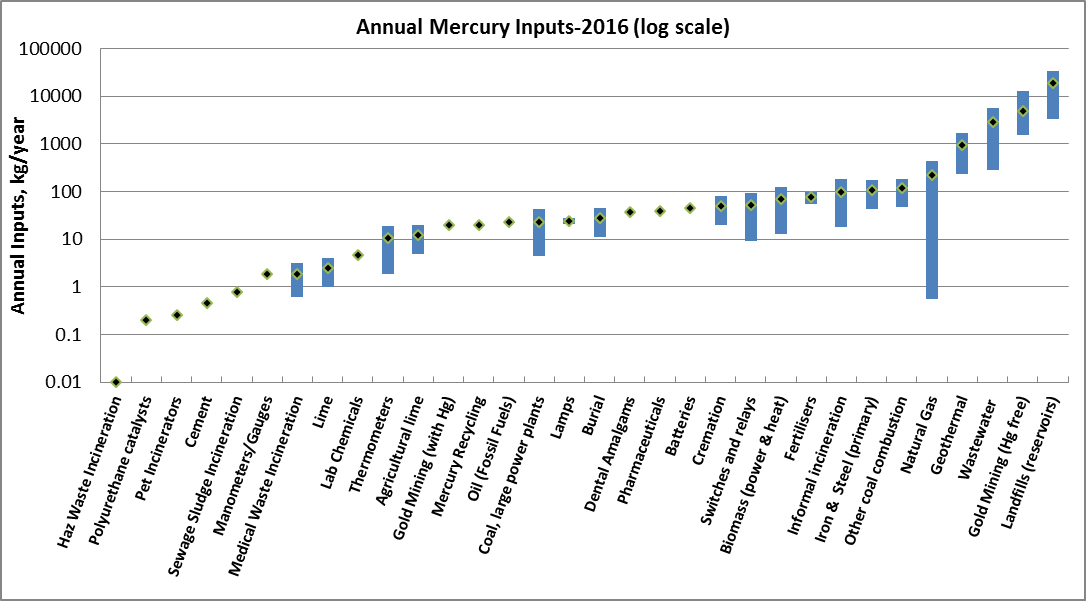 Annual Mercury Inputs-2016 (log scale)
Annual Inputs, kg/year
100000
10000
1000
100
10
1
0.1
0.01
Haz Waste Incineration
Polyurethane catalysts
Pet Incinerators
Cement
Sewage Sludge Incineration
Manometers/Gauges
Medical Waste Incineration
Lime
Lab Chemicals
Thermometers
Agricultural lime
Gold Mining (with Hg)
Mercury Recycling
Oil (Fossil Fuels)
Coal, large power plants
Lamps
Burial
Dental Amalgams
Pharmaceuticals
Batteries
Cremation
Switches and relays
Biomass (power & heat)
Fertilisers
Informal incineration
Iron & Steel (primary)
Other coal combustion
Natural Gas
Geothermal
Wastewater
Gold Mining (Hg free)
Landfills (reservoirs)